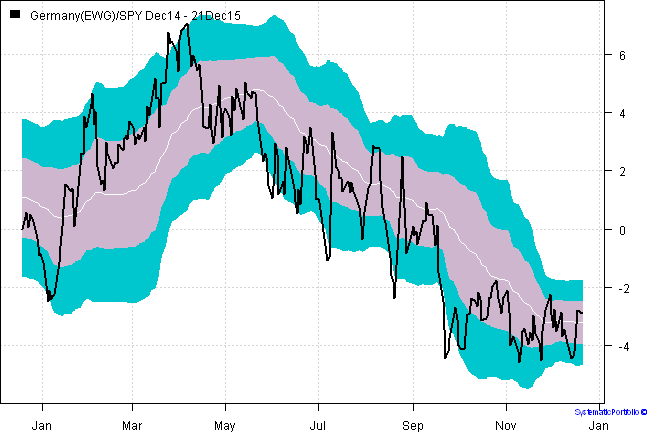 Germany(EWG)/SPY Dec14 - 21Dec15
6
4
2
0
-2
-4
SystematicPortfolio ©
Jan Mar May Jul Sep Nov Jan